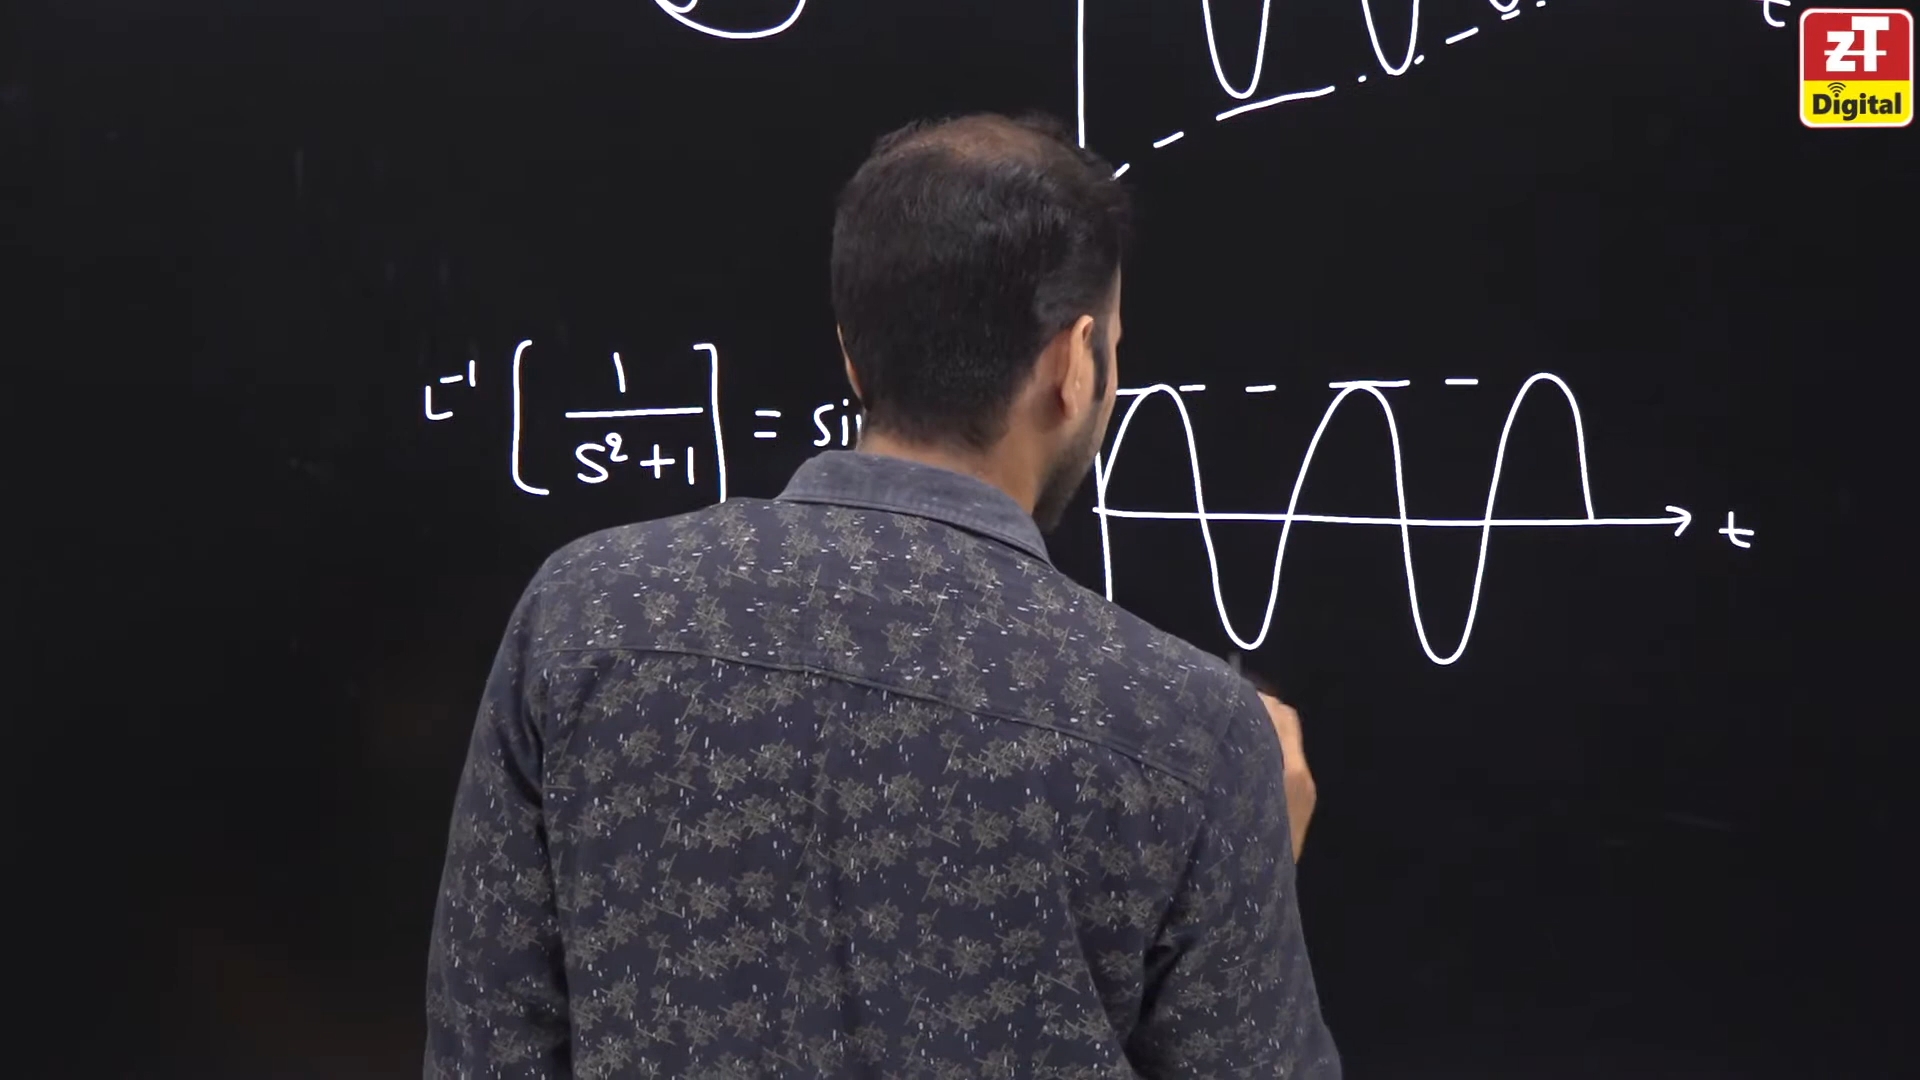 t
ZT
Digital
L⁻¹ [ 1 / S² + 1 ] = si
t